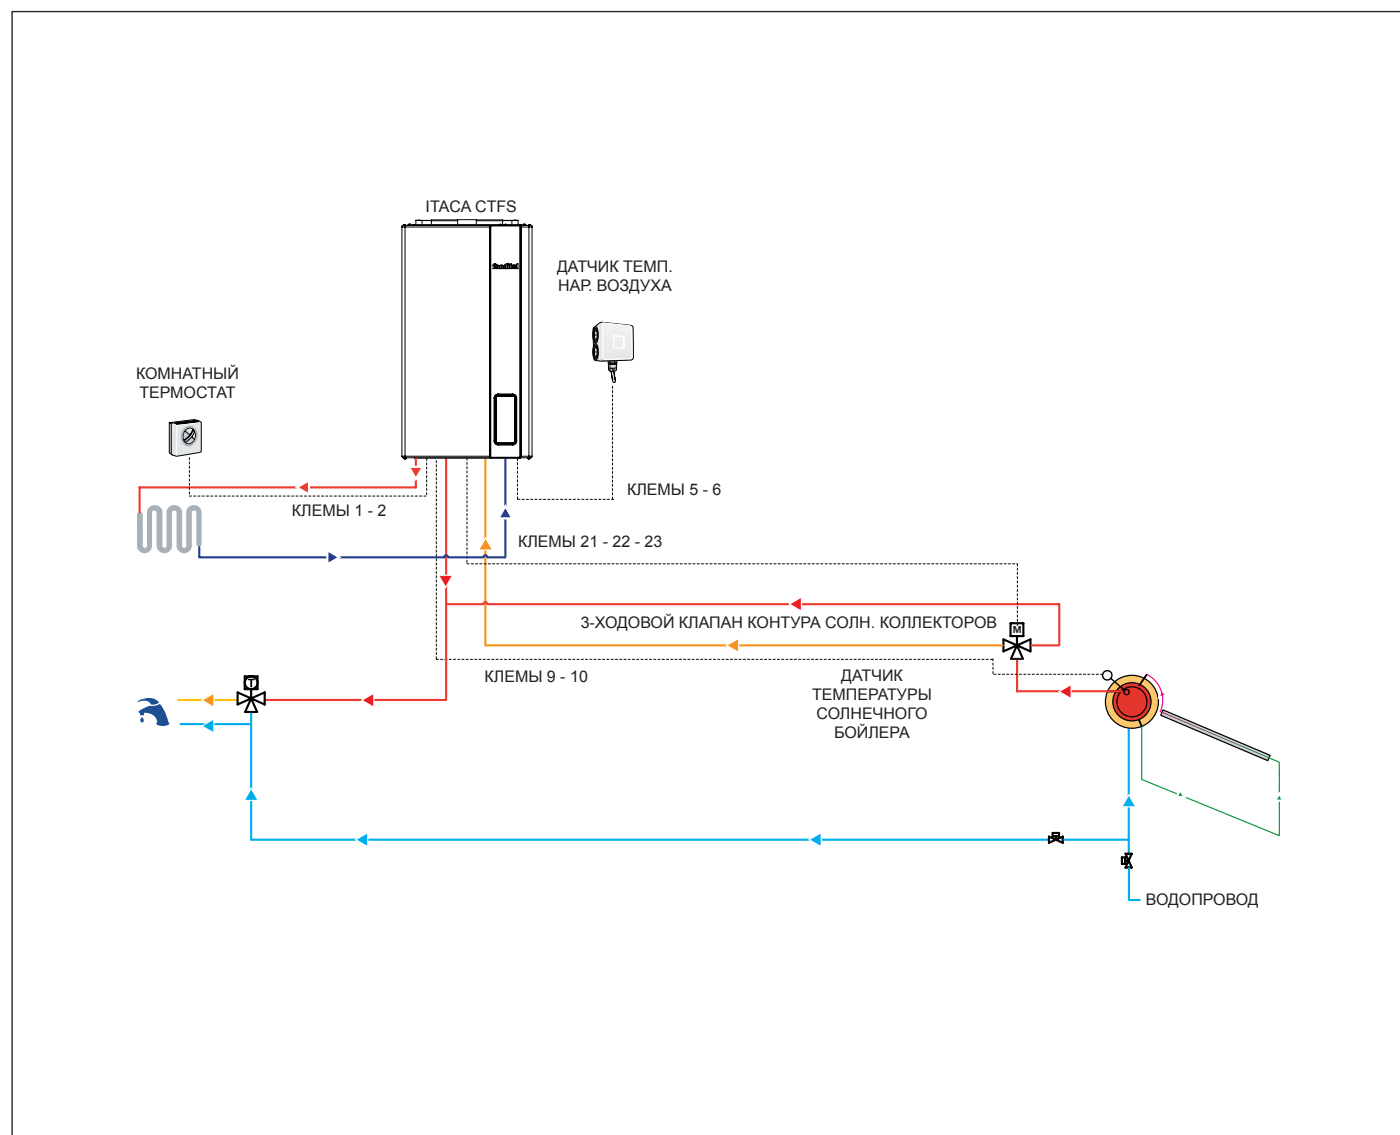 ITACA CTFS
ДАТЧИК ТЕМП.
НАР. ВОЗДУХА
КОМНАТНЫЙ
ТЕРМОСТАТ
КЛЕМЫ 5 - 6
КЛЕМЫ 1 - 2
КЛЕМЫ 21 - 22 - 23
3-ХОДОВОЙ КЛАПАН КОНТУРА СОЛН. КОЛЛЕКТОРОВ
M
КЛЕМЫ 9 - 10
ДАТЧИК
ТЕМПЕРАТУРЫ
СОЛНЕЧНОГО
БОЙЛЕРА
T
ВОДОПРОВОД